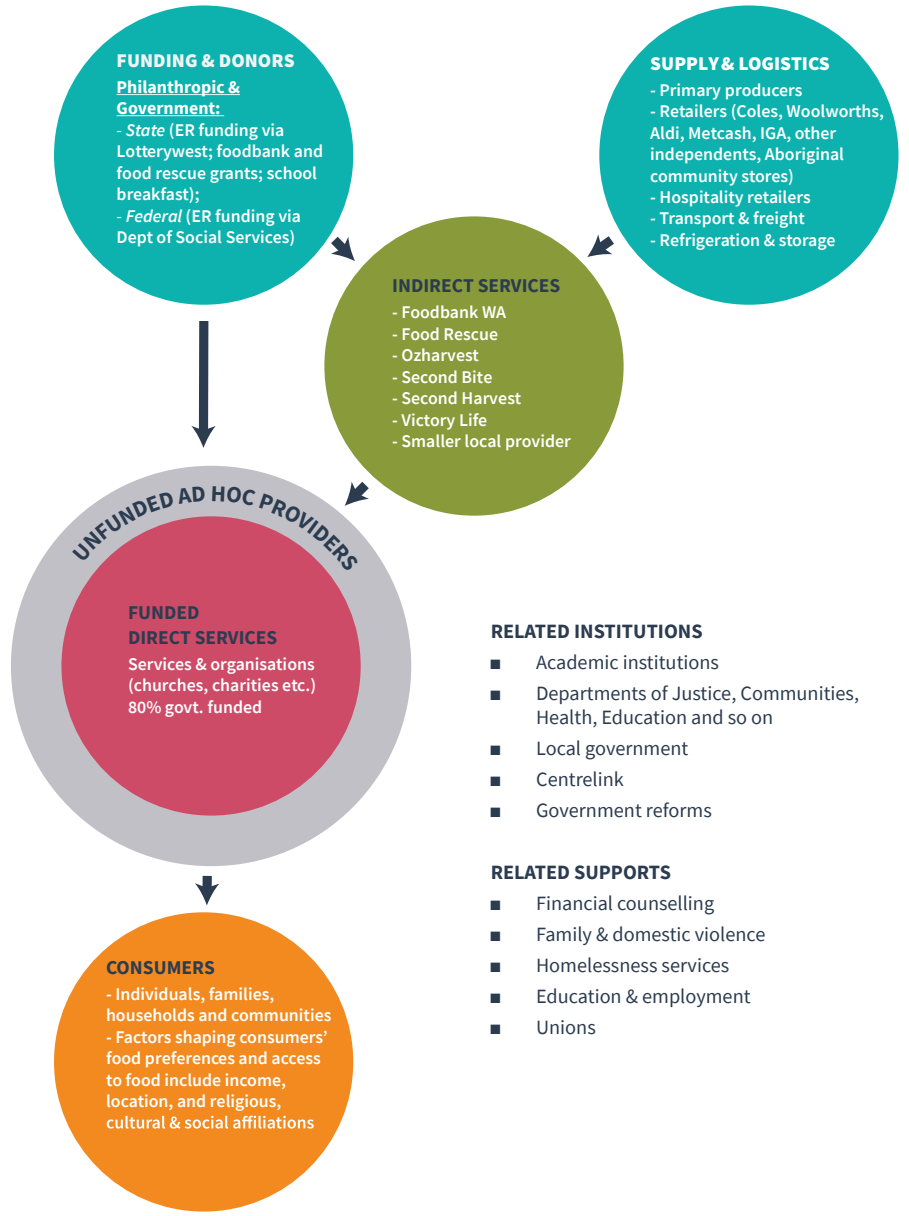 FUNDING & DONORS
Philanthropic &
Government:
- State (ER funding via
Lotterywest; foodbank and
food rescue grants; school
breakfast);
- Federal (ER funding via
Dept of Social Services)
SUPPLY & LOGISTICS
- Primary producers
- Retailers (Coles, Woolworths,
Aldi, Metcash, IGA, other
independents, Aboriginal
community stores)
- Hospitality retailers
- Transport & freight
- Refrigeration & storage
INDIRECT SERVICES
- Foodbank WA
- Food Rescue
- Ozharvest
- Second Bite
- Second Harvest
- Victory Life
- Smaller local provider
UNFUNDED AD HOC PROVIDERS
FUNDED
DIRECT SERVICES
Services & organisations
(churches, charities etc.)
80% govt. funded
CONSUMERS
- Individuals, families,
households and communities
- Factors shaping consumers’
food preferences and access
to food include income,
location, and religious,
cultural & social affiliations
RELATED INSTITUTIONS
■ Academic institutions
■ Departments of Justice, Communities,
Health, Education and so on
■ Local government
■ Centrelink
■ Government reforms
RELATED SUPPORTS
■ Financial counselling
■ Family & domestic violence
■ Homelessness services
■ Education & employment
■ Unions